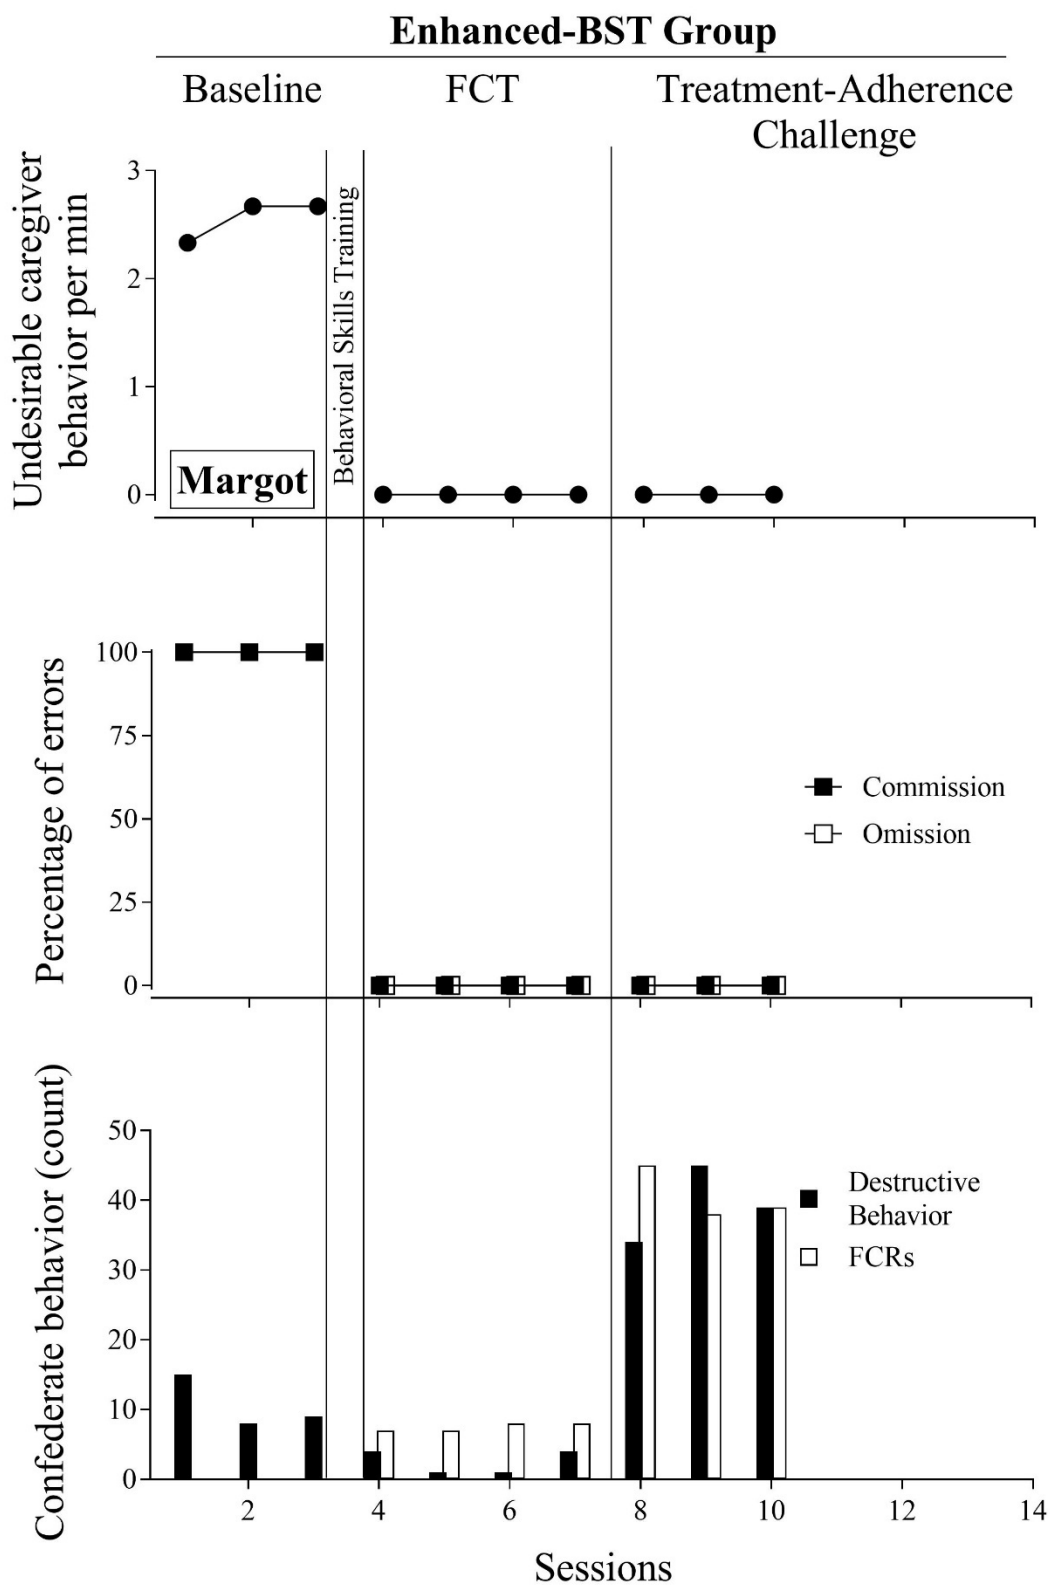 Enhanced-BST Group
Baseline
FCT
Treatment-Adherence
Challenge
Undesirable caregiver
behavior per min
3
2
1
0
Margot
Behavioral Skills Training
Percentage of errors
100
75
50
25
0
Commission
Omission
Confederate behavior (count)
50
40
30
20
10
0
Destructive
Behavior
FCRs
2 4 6 8 10 12 14
Sessions